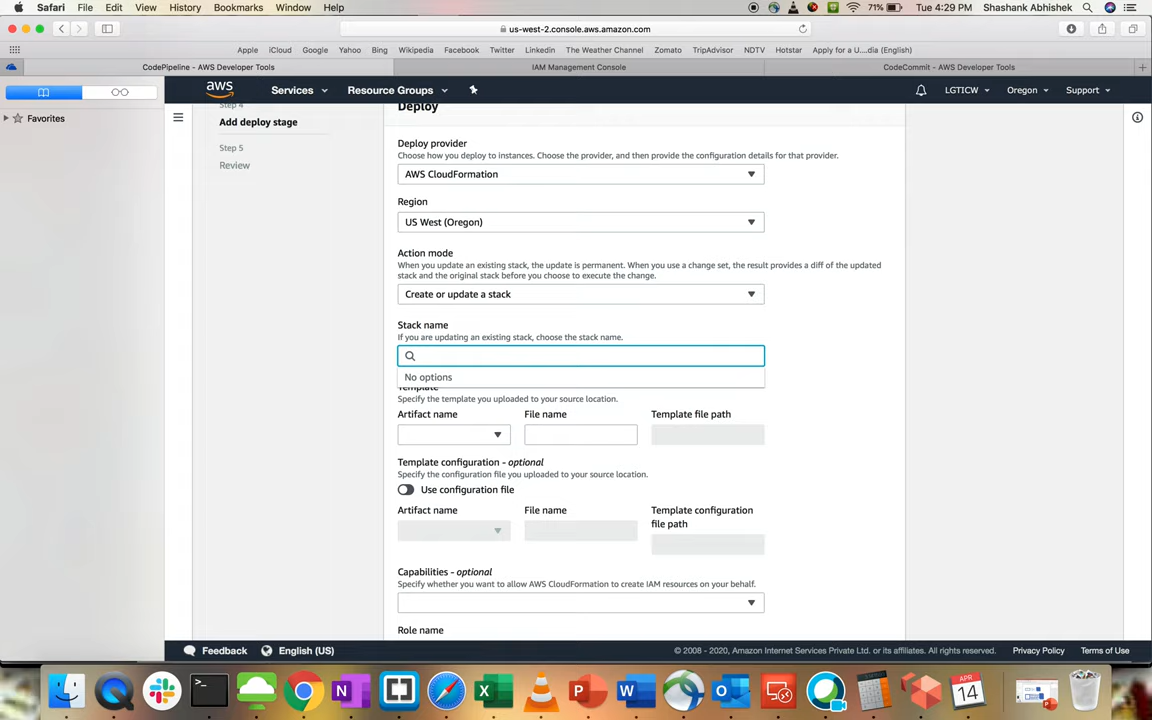 Safari File Edit View History Bookmarks Window Help 71% Tue 4:29 PM Shashank Abhishek
us-west-2.console.aws.amazon.com
Apple iCloud Google Yahoo Bing Wikipedia Facebook Twitter Linkedin The Weather Channel Zomato TripAdvisor NDTV Hotstar Apply for a U....dia (English)
CodePipeline - AWS Developer Tools IAM Management Console CodeCommit - AWS Developer Tools
aws Services Resource Groups LGTICW Oregon Support
Favorites
Step 4
Add deploy stage
Step 5
Review
Deploy
Deploy provider
Choose how you deploy to instances. Choose the provider, and then provide the configuration details for that provider.
AWS CloudFormation
Region
US West (Oregon)
Action mode
When you update an existing stack, the update is permanent. When you use a change set, the result provides a diff of the updated
stack and the original stack before you choose to execute the change.
Create or update a stack
Stack name
If you are updating an existing stack, choose the stack name.
No options
Template
Specify the template you uploaded to your source location.
Artifact name File name Template file path
Template configuration - optional
Specify the configuration file you uploaded to your source location.
Use configuration file
Artifact name File name Template configuration
file path
Capabilities - optional
Specify whether you want to allow AWS CloudFormation to create IAM resources on your behalf.
Role name
Feedback English (US) © 2008 - 2020, Amazon Internet Services Private Ltd. or its affiliates. All rights reserved. Privacy Policy Terms of Use
APR
14